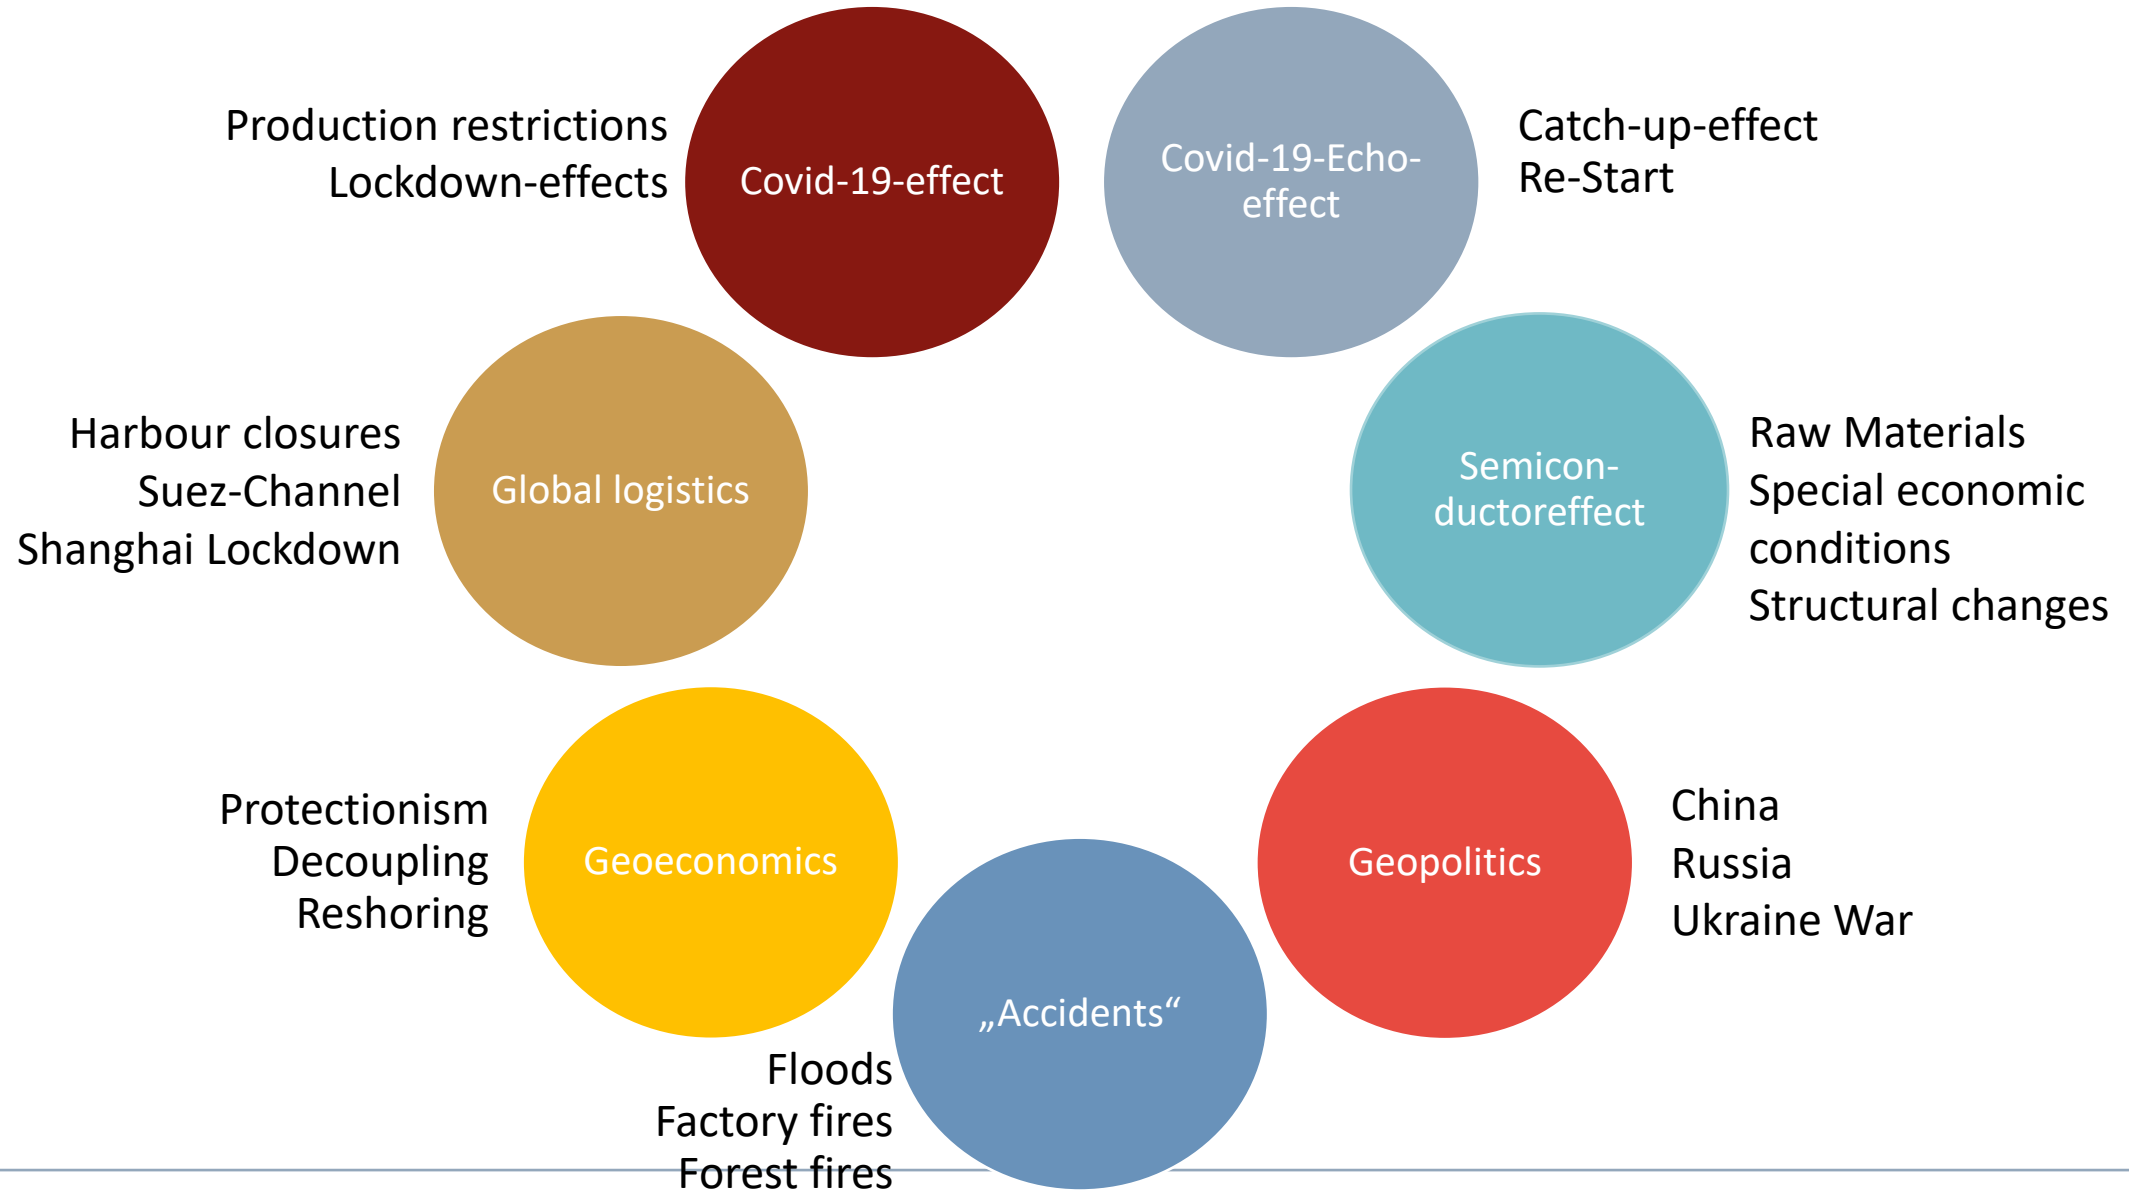 Production restrictions
Lockdown-effects
Covid-19-effect
Covid-19-Echo-
effect
Catch-up-effect
Re-Start
Harbour closures
Suez-Channel
Shanghai Lockdown
Global logistics
Semicon-
ductoreffect
Raw Materials
Special economic
conditions
Structural changes
Protectionism
Decoupling
Reshoring
Geoeconomics
Geopolitics
China
Russia
Ukraine War
„Accidents“
Floods
Factory fires
Forest fires